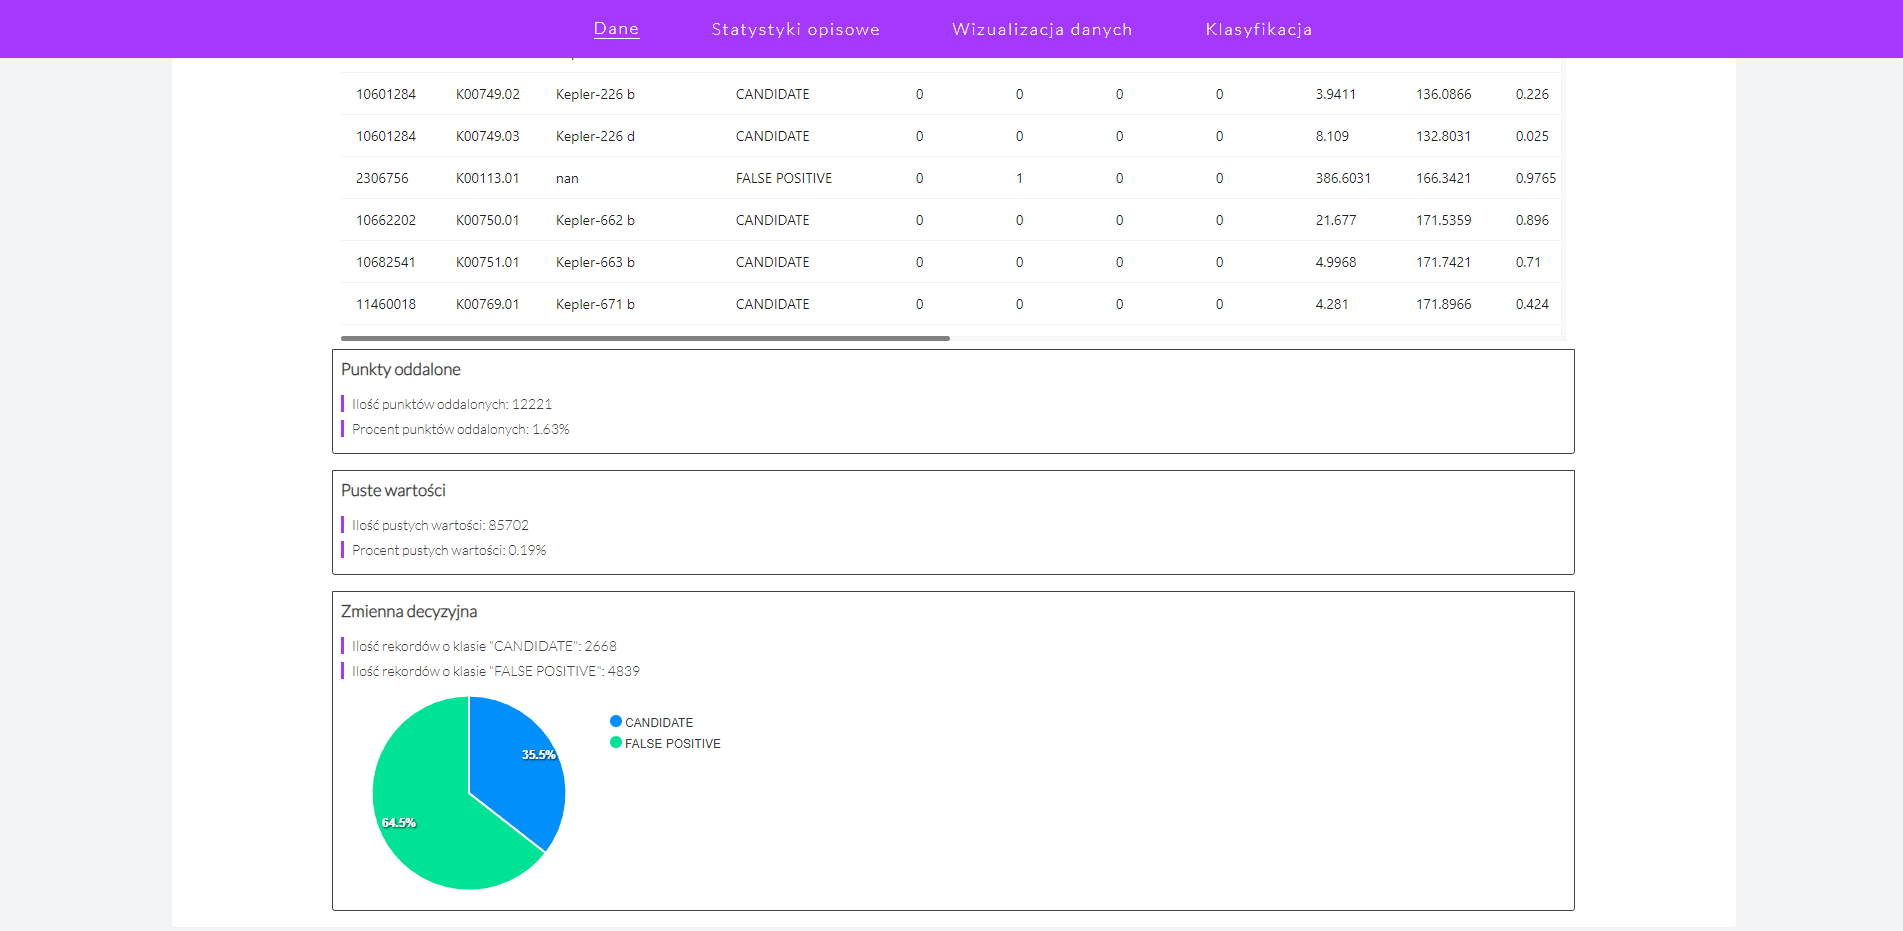 Dane Statystyki opisowe Wizualizacja danych Klasyfikacja
10601284 K00749.02 Kepler-226 b CANDIDATE 0 0 0 0 3.9411 136.0866 0.226
10601284 K00749.03 Kepler-226 d CANDIDATE 0 0 0 0 8.109 132.8031 0.025
2306756 K00113.01 nan FALSE POSITIVE 0 1 0 0 386.6031 166.3421 0.9765
10662202 K00750.01 Kepler-662 b CANDIDATE 0 0 0 0 21.677 171.5359 0.896
10682541 K00751.01 Kepler-663 b CANDIDATE 0 0 0 0 4.9968 171.7421 0.71
11460018 K00769.01 Kepler-671 b CANDIDATE 0 0 0 0 4.281 171.8966 0.424
Punkty oddalone
Ilość punktów oddalonych: 12221
Procent punktów oddalonych: 1.63%
Puste wartości
Ilość pustych wartości: 85702
Procent pustych wartości: 0.19%
Zmienna decyzyjna
Ilość rekordów o klasie "CANDIDATE": 2668
Ilość rekordów o klasie "FALSE POSITIVE": 4839
CANDIDATE
FALSE POSITIVE
35.5%
64.5%